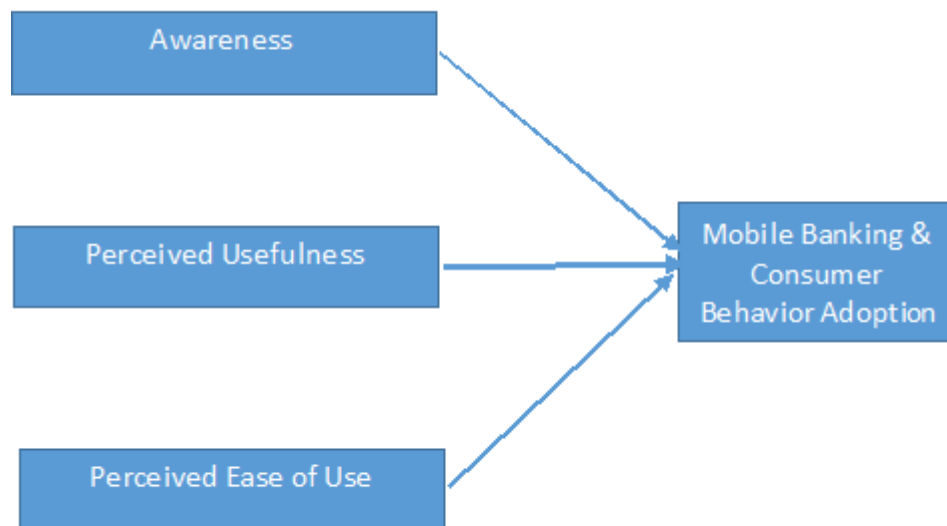 Awareness
Perceived Usefulness
Mobile Banking &
Consumer
Behavior Adoption
Perceived Ease of Use